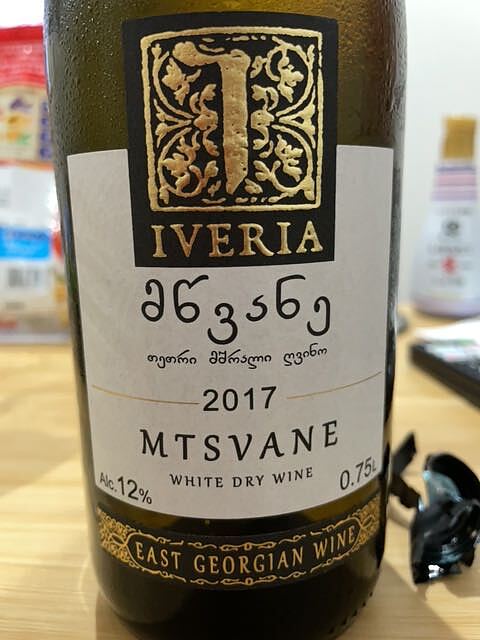 IVERIA
მწვანე
თეთრი მშრალი ღვინო
2017
MTSVANE
WHITE DRY WINE
Alc.12% 0.75L
EAST GEORGIAN WINE